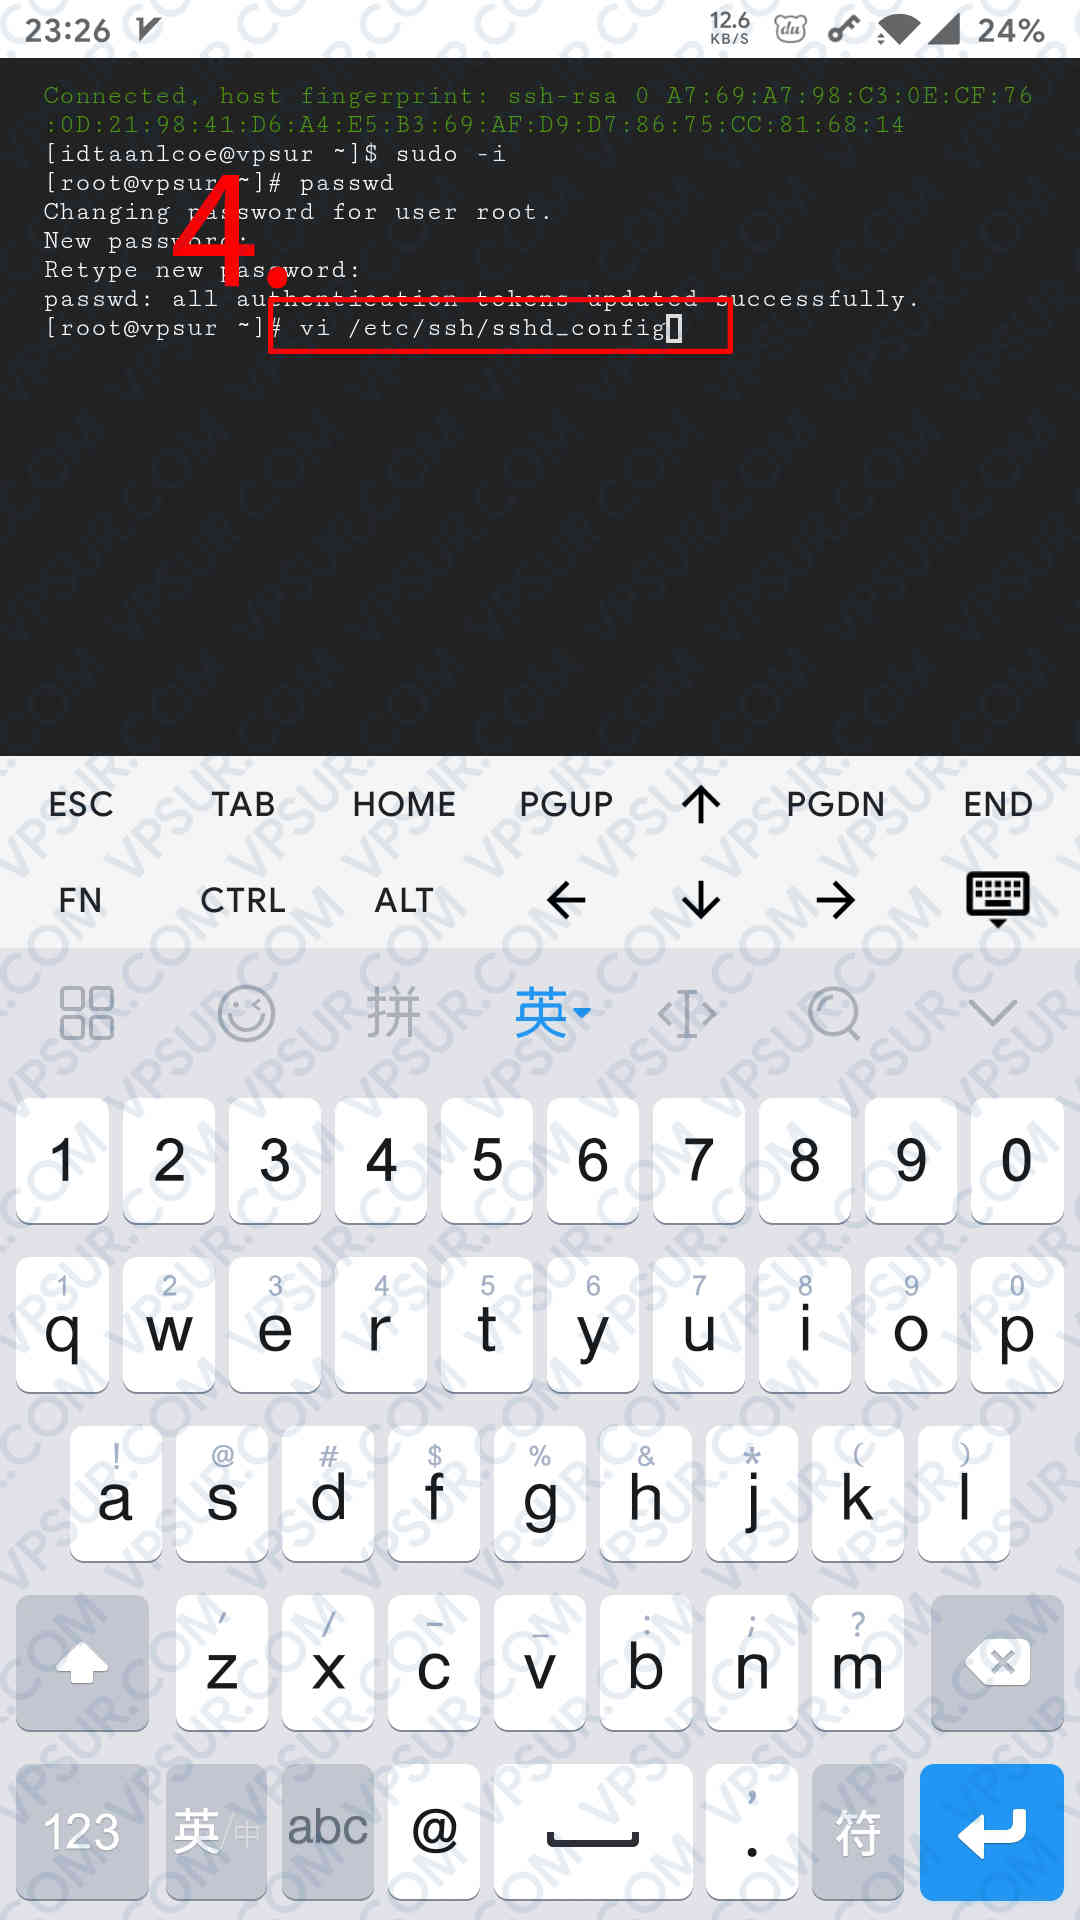 23:26 12.6 KB/S du 24%
Connected, host fingerprint: ssh-rsa 0 A7:69:A7:98:C3:0E:CF:76
:0D:21:98:41:D6:A4:E5:B3:69:AF:D9:D7:86:75:CC:81:68:14
[idtaanlcoe@vpsur ~]$ sudo -i
[root@vpsur ~]# passwd
Changing password for user root.
New password:
Retype new password:
passwd: all authentication tokens updated successfully.
[root@vpsur ~]# vi /etc/ssh/sshd_config
4.
ESC TAB HOME PGUP ↑ PGDN END
FN CTRL ALT ← ↓ →
拼 英
1 2 3 4 5 6 7 8 9 0
1 2 3 4 5 6 7 8 9 0
q w e r t y u i o p
! @ # $ % & * ( )
a s d f g h j k l
' / - _ : ; ?
z x c v b n m
123 英/中 abc @ , . 符
VPSUR.COM